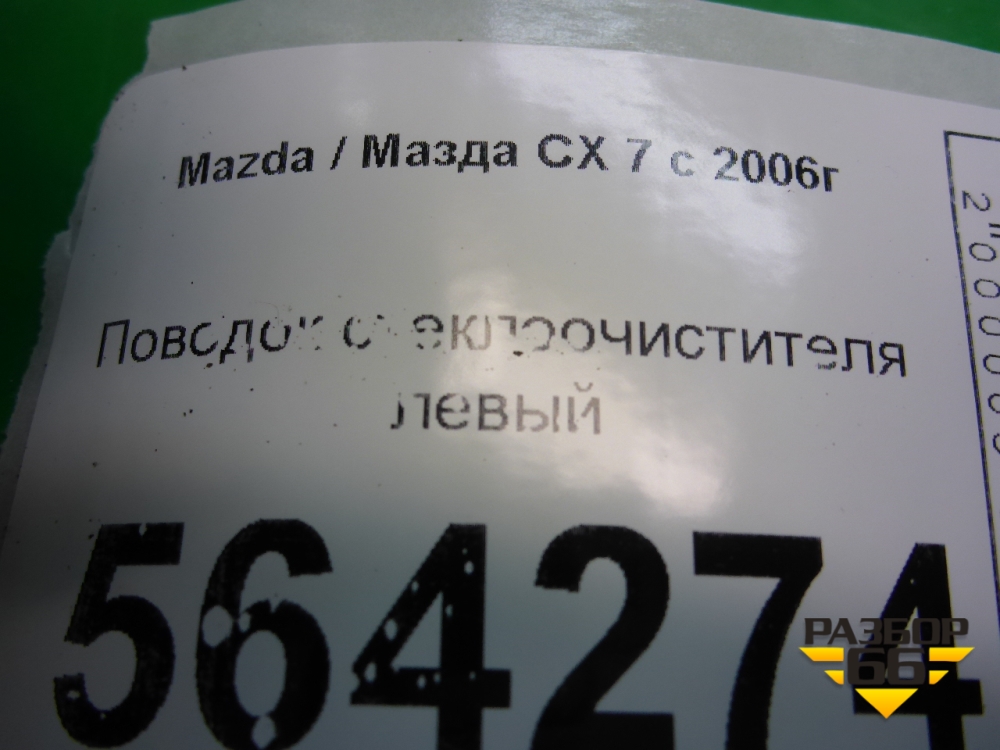 Mazda / Мазда CX 7 с 2006г
Поводок стеклоочистителя
левый
564274
РАЗБОР
66